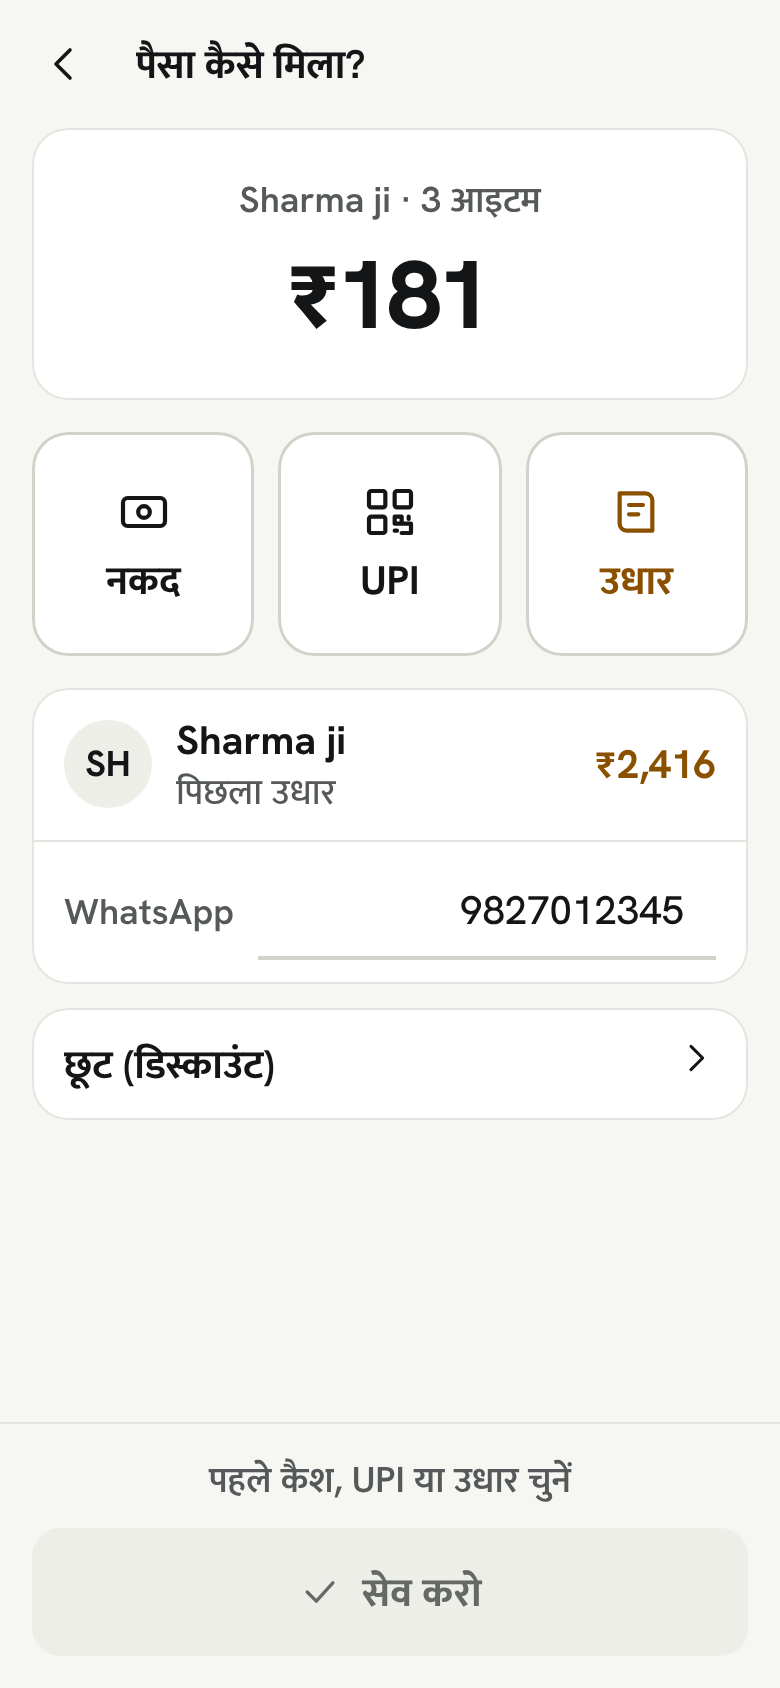 पैसा कैसे मिला?
Sharma ji · 3 आइटम
₹181
नकद
UPI
उधार
SH
Sharma ji
पिछला उधार
₹2,416
WhatsApp
9827012345
छूट (डिस्काउंट)
पहले कैश, UPI या उधार चुनें
सेव करो